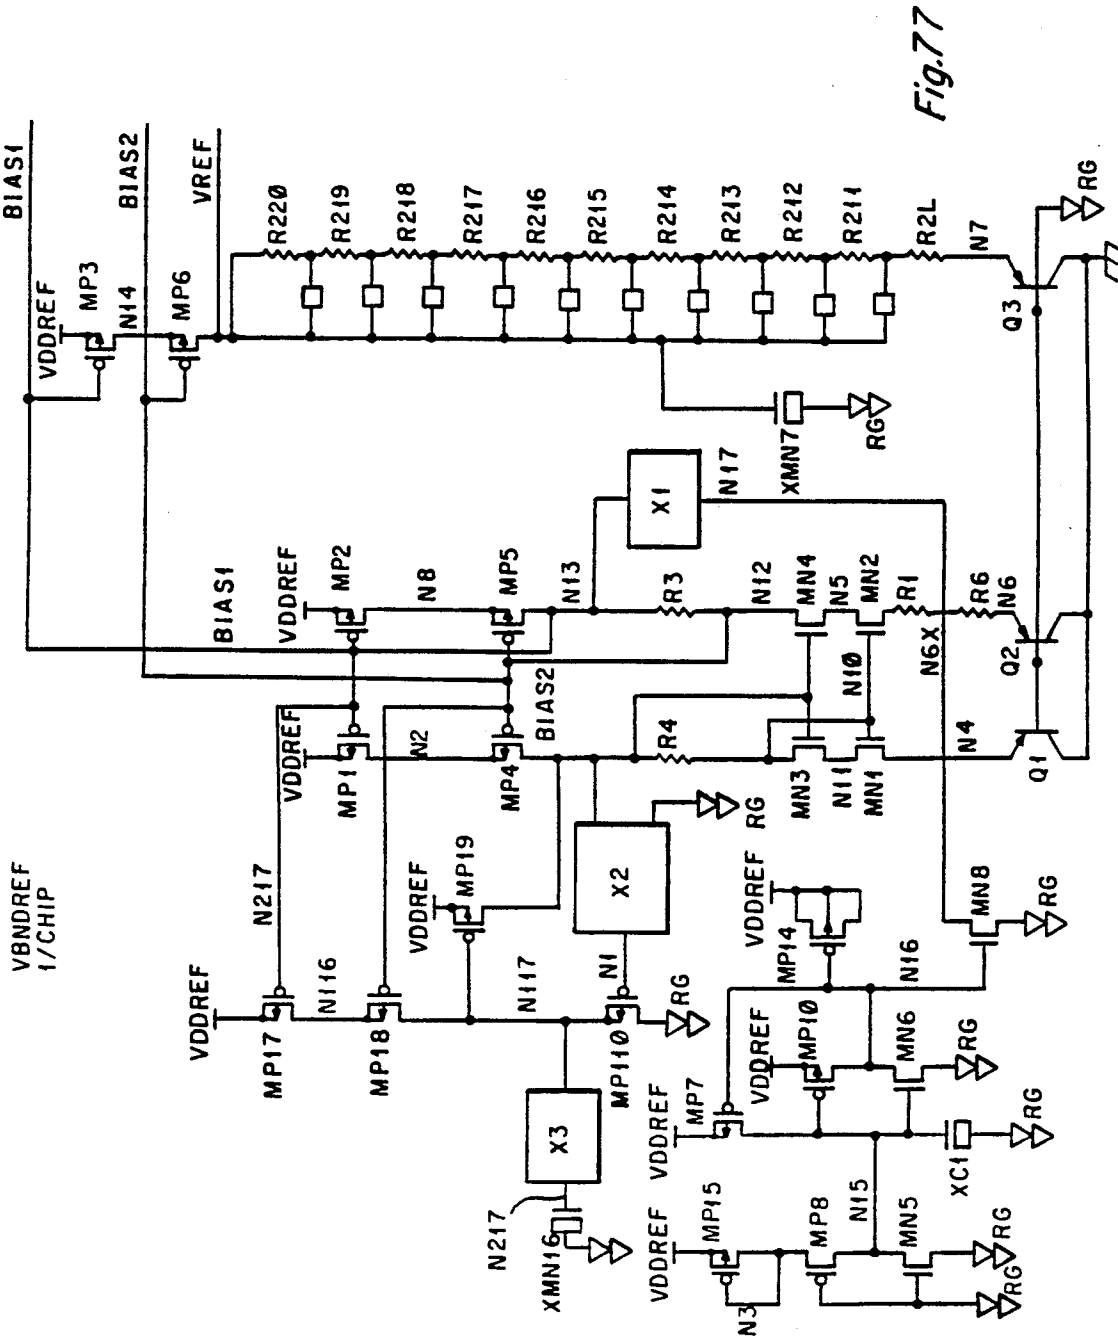 VBNDREF
1/CHIP
BIAS1
BIAS2
VREF
VDDREF
MP3
N14
MP6
R220
R219
R218
R217
R216
R215
R214
R213
R212
R211
R2L
N7
Q3
RG
XMN7
RG
BIAS1
VDDREF
MP2
N8
MP5
N13
X1
N17
R3
N12
MN4
N5
MN2
R1
N6X
R6
N6
Q2
N10
VDDREF
MP1
N2
MP4
BIAS2
R4
MN3
N11
MN1
N4
Q1
N217
VDDREF
MP17
N116
MP18
VDDREF
MP19
N117
X2
RG
N1
MP110
RG
X3
N217
XMN16
VDDREF
MP14
N16
MN8
RG
VDDREF
MP10
MN6
RG
VDDREF
MP7
XC1
RG
VDDREF
MP15
N3
MP8
N15
MN5
RG
RG
Fig.77